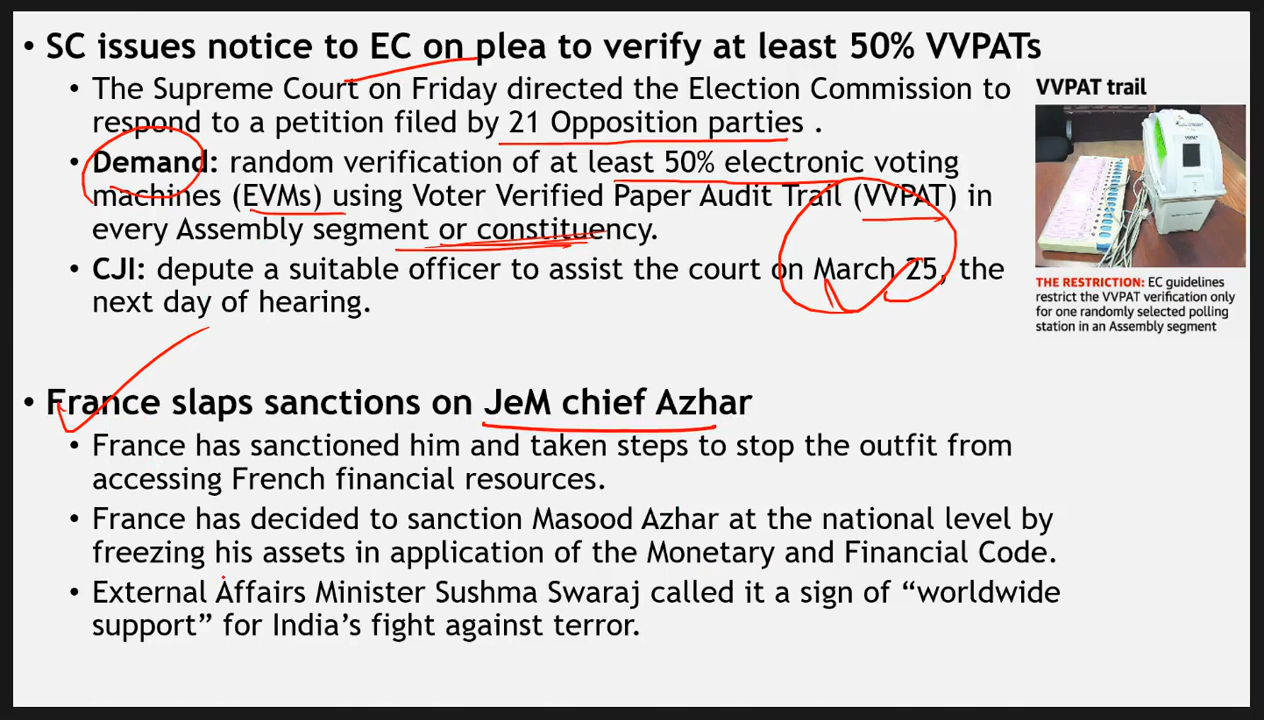 • SC issues notice to EC on plea to verify at least 50% VVPATs
• The Supreme Court on Friday directed the Election Commission to
respond to a petition filed by 21 Opposition parties .
• Demand: random verification of at least 50% electronic voting
machines (EVMs) using Voter Verified Paper Audit Trail (VVPAT) in
every Assembly segment or constituency.
• CJI: depute a suitable officer to assist the court on March 25, the
next day of hearing.
VVPAT trail
THE RESTRICTION: EC guidelines
restrict the VVPAT verification only
for one randomly selected polling
station in an Assembly segment
• France slaps sanctions on JeM chief Azhar
• France has sanctioned him and taken steps to stop the outfit from
accessing French financial resources.
• France has decided to sanction Masood Azhar at the national level by
freezing his assets in application of the Monetary and Financial Code.
• External Affairs Minister Sushma Swaraj called it a sign of “worldwide
support” for India’s fight against terror.